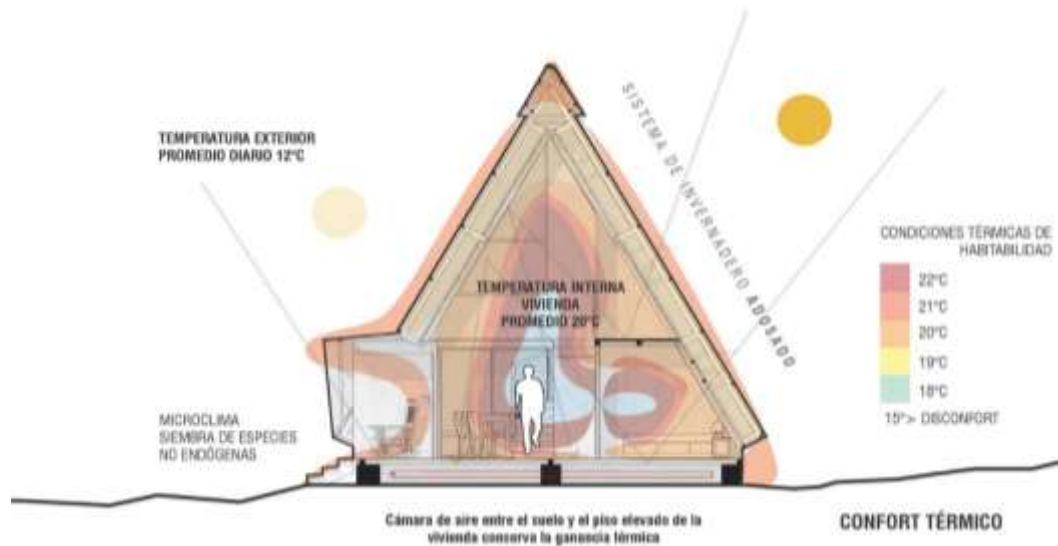 TEMPERATURA EXTERIOR
PROMEDIO DIARIO 12°C
SISTEMA DE INVERNADERO ADOSADO
TEMPERATURA INTERNA
VIVIENDA
PROMEDIO 20°C
CONDICIONES TÉRMICAS DE
HABITABILIDAD
22°C
21°C
20°C
19°C
18°C
15°> DISCONFORT
MICROCLIMA
SIEMBRA DE ESPECIES
NO ENDÓGENAS
Cámara de aire entre el suelo y el piso elevado de la
vivienda conserva la ganancia térmica
CONFORT TÉRMICO